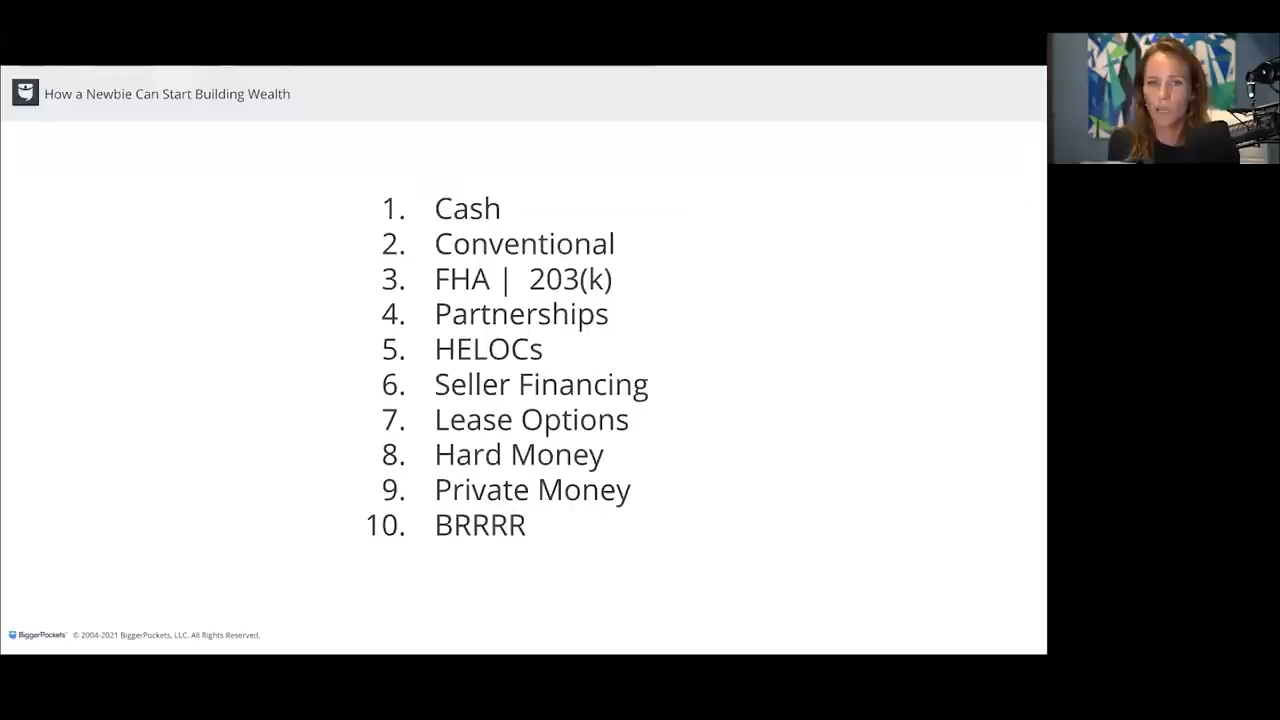 How a Newbie Can Start Building Wealth
1. Cash
2. Conventional
3. FHA | 203(k)
4. Partnerships
5. HELOCs
6. Seller Financing
7. Lease Options
8. Hard Money
9. Private Money
10. BRRRR
BiggerPockets © 2004-2021 BiggerPockets, LLC. All Rights Reserved.